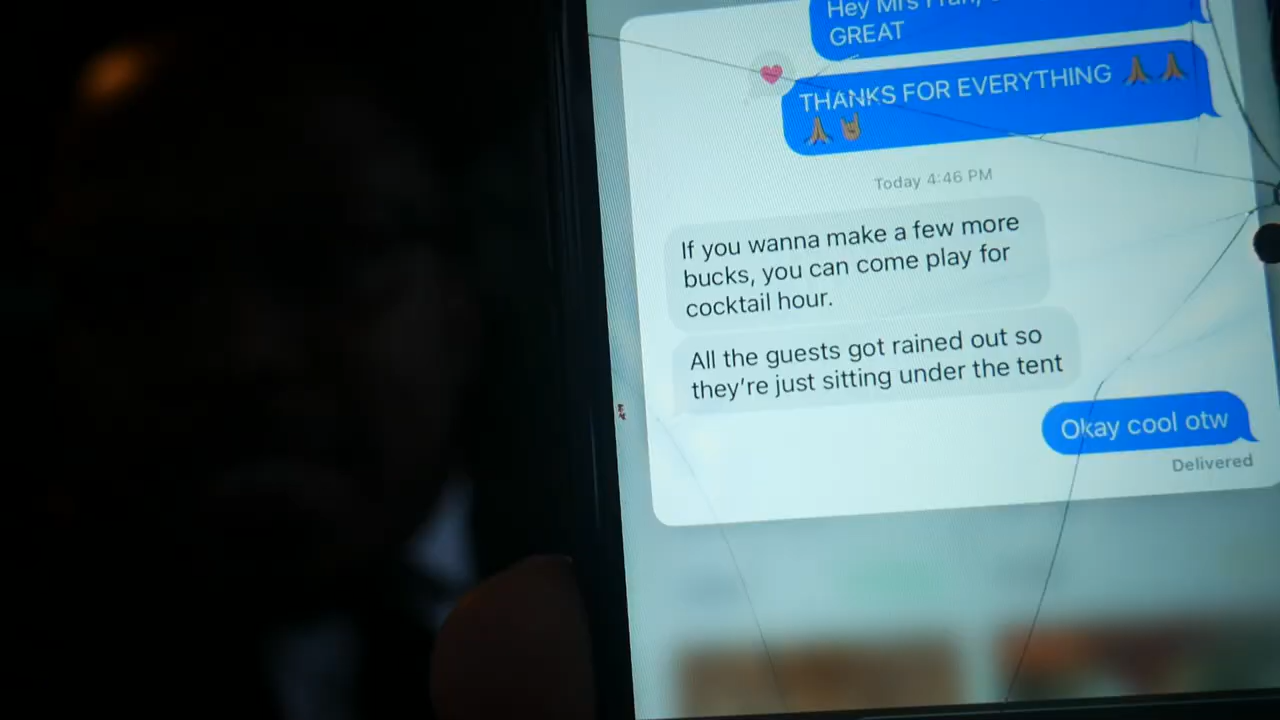 Hey Mrs
GREAT
THANKS FOR EVERYTHING 🙏🏽🙏🏽
🙏🏽🤘🏽
Today 4:46 PM
If you wanna make a few more
bucks, you can come play for
cocktail hour.
All the guests got rained out so
they're just sitting under the tent
Okay cool otw
Delivered